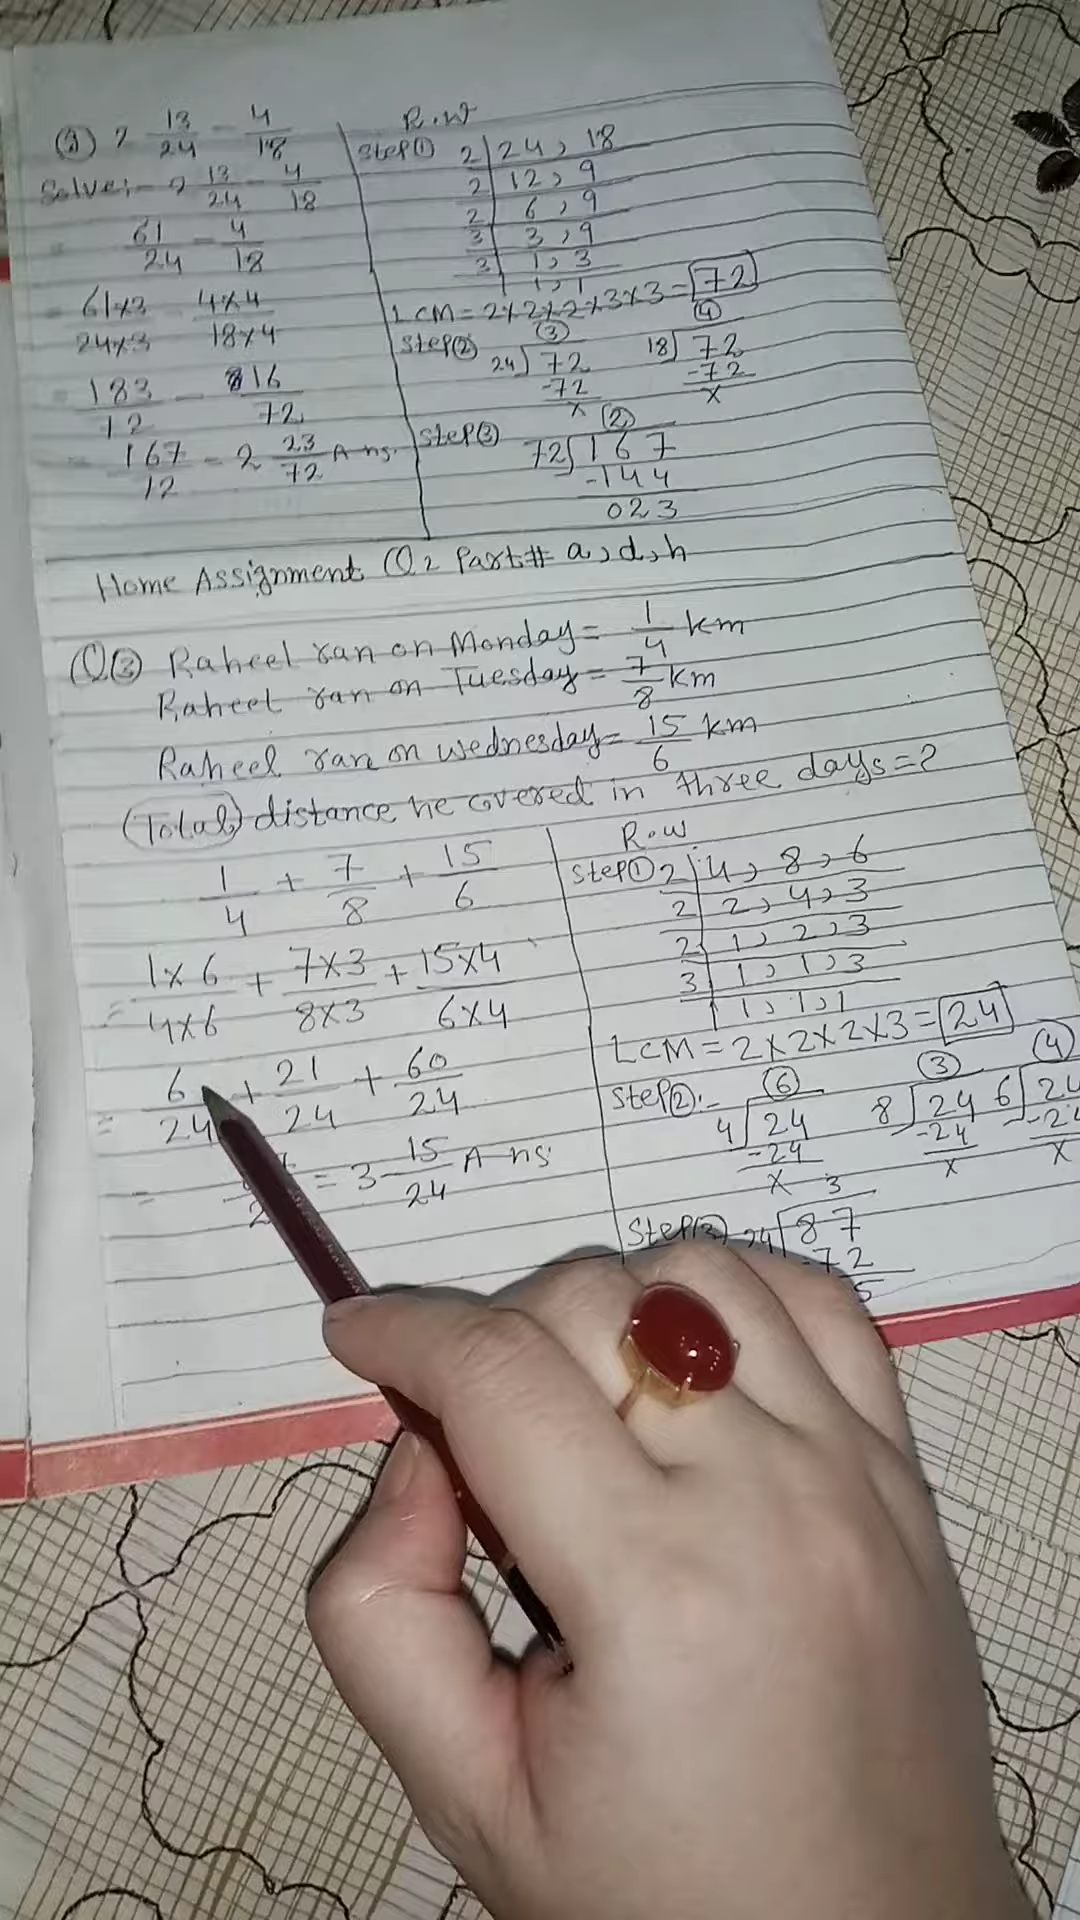 (g) 2 13/24 - 4/18
Solve:- 2 13/24 - 4/18
= 61/24 - 4/18
= 61×3/24×3 - 4×4/18×4
= 183/12 - 16/72
= 167/12 - 2 23/72 Ans.
R.W
Step① 2 | 24, 18
2 | 12, 9
2 | 6, 9
3 | 3, 9
3 | 1, 3
1, 1
LCM = 2×2×2×3×3 = 72
Step② 24)72 ③ 18)72 ④
-72 -72
x x
Step③ 72)167 ②
-144
023
Home Assignment Q2 Part# a, d, h
Q③ Raheel ran on Monday = 1/4 km
Raheel ran on Tuesday = 7/8 km
Raheel ran on wednesday = 15/6 km
(Total) distance he covered in three days=?
1/4 + 7/8 + 15/6
= 1×6/4×6 + 7×3/8×3 + 15×4/6×4
= 6/24 + 21/24 + 60/24
= 3 15/24 Ans
R.W
Step① 2 | 4, 8, 6
2 | 2, 4, 3
2 | 1, 2, 3
3 | 1, 1, 3
1, 1, 1
LCM = 2×2×2×3 = 24
Step②:- 4)24 ⑥ 8)24 ③ 6)24 ④
-24 -24 -24
x x x
3
Step③ 24)87
-72
5